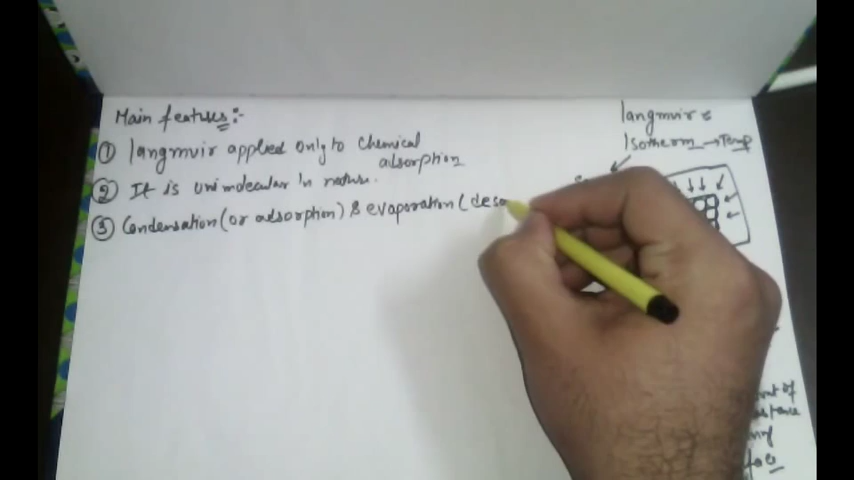 Main features:-
① langmuir applied only to chemical
adsorption
② It is unimolecular in nature.
③ Condensation (or adsorption) & evaporation (deso
langmuir's
Isotherm → Temp